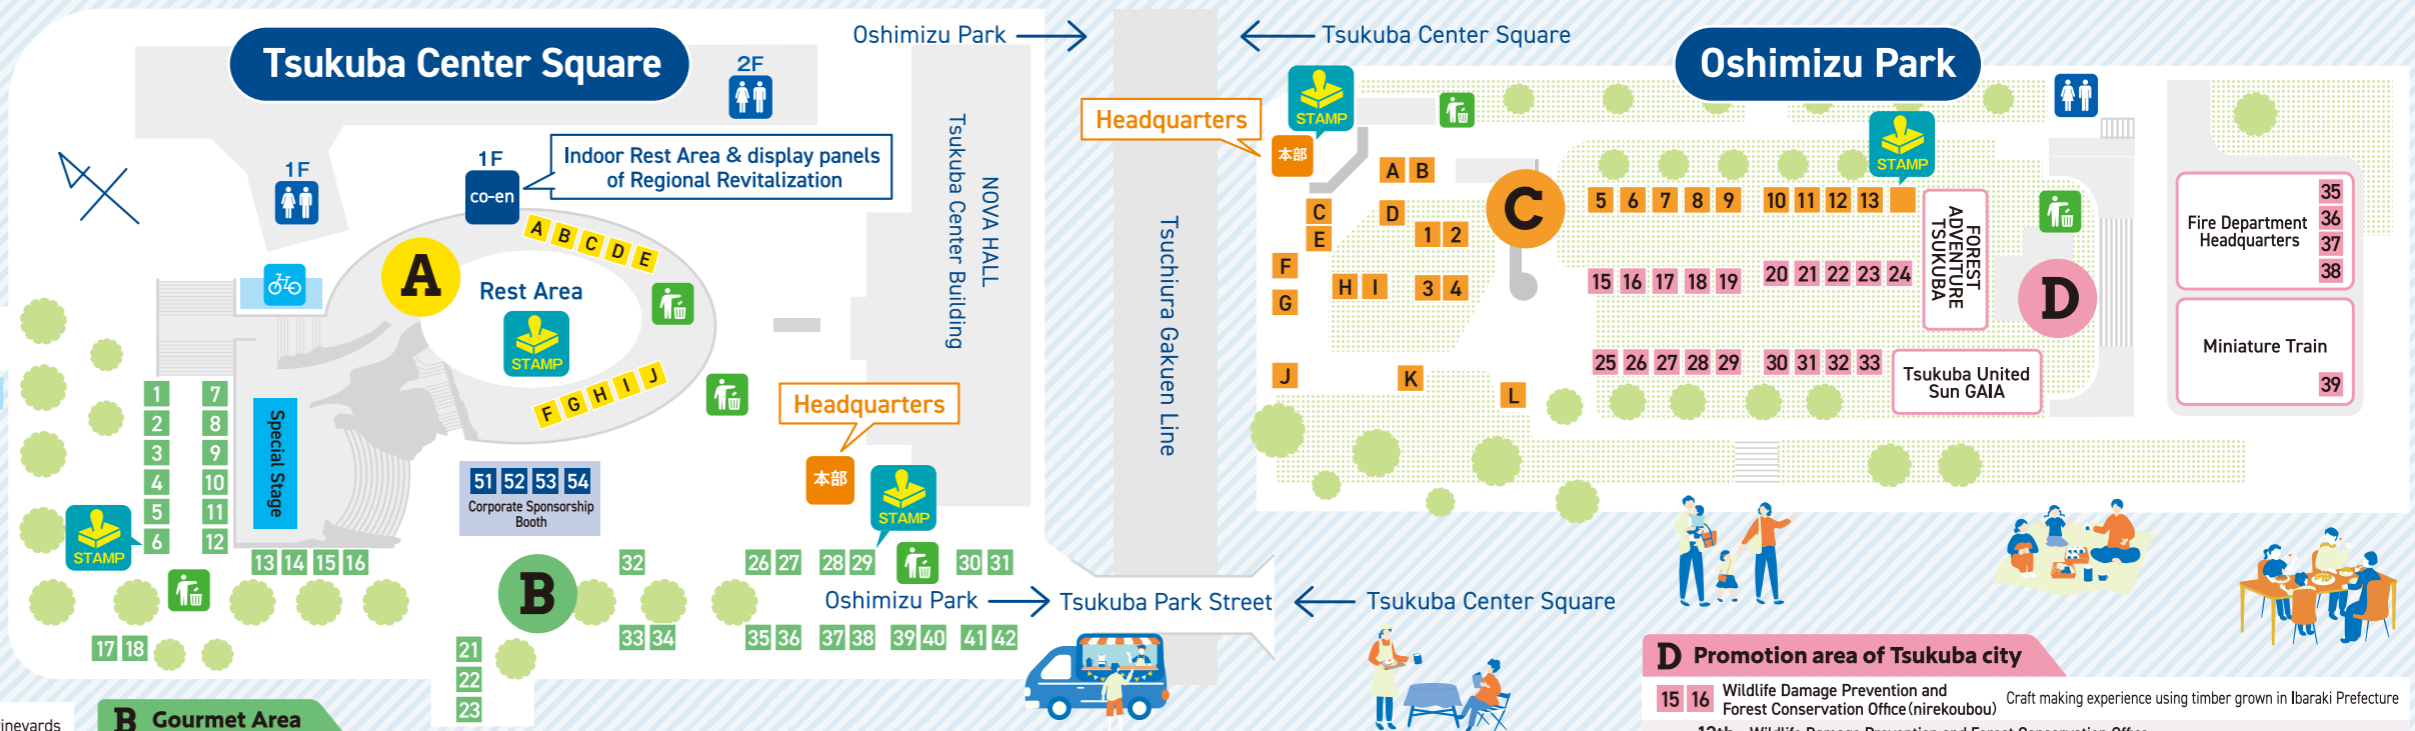 Tsukuba Center Square
Oshimizu Park
Tsukuba Center Square
Oshimizu Park
2F
1F
1F
co-en
Indoor Rest Area & display panels
of Regional Revitalization
A
A
B
C
D
E
Rest Area
STAMP
F
G
H
I
J
NOVA HALL
Tsukuba Center Building
Tsuchiura Gakuen Line
Headquarters
本部
STAMP
Special Stage
1
2
3
4
5
6
7
8
9
10
11
12
STAMP
13 14 15 16
17 18
51 52 53 54
Corporate Sponsorship
Booth
B
21
22
23
32
33 34
26 27
28 29
30 31
35 36
37 38
39 40
41 42
Oshimizu Park
Tsukuba Park Street
Tsukuba Center Square
Headquarters
本部
STAMP
A B
C
D
E
F
G
H I
J
K
L
1 2
3 4
C
5 6 7 8 9
10 11 12 13
STAMP
15 16 17 18 19
20 21 22 23 24
25 26 27 28 29
30 31 32 33
FOREST
ADVENTURE
TSUKUBA
D
Tsukuba United
Sun GAIA
Fire Department
Headquarters
35
36
37
38
Miniature Train
39
ineyards
B Gourmet Area
D Promotion area of Tsukuba city
15 16 Wildlife Damage Prevention and
Forest Conservation Office (nirekoubou)
Craft making experience using timber grown in Ibaraki Prefecture
12th Wildlife Damage Prevention and Forest Conservation Office